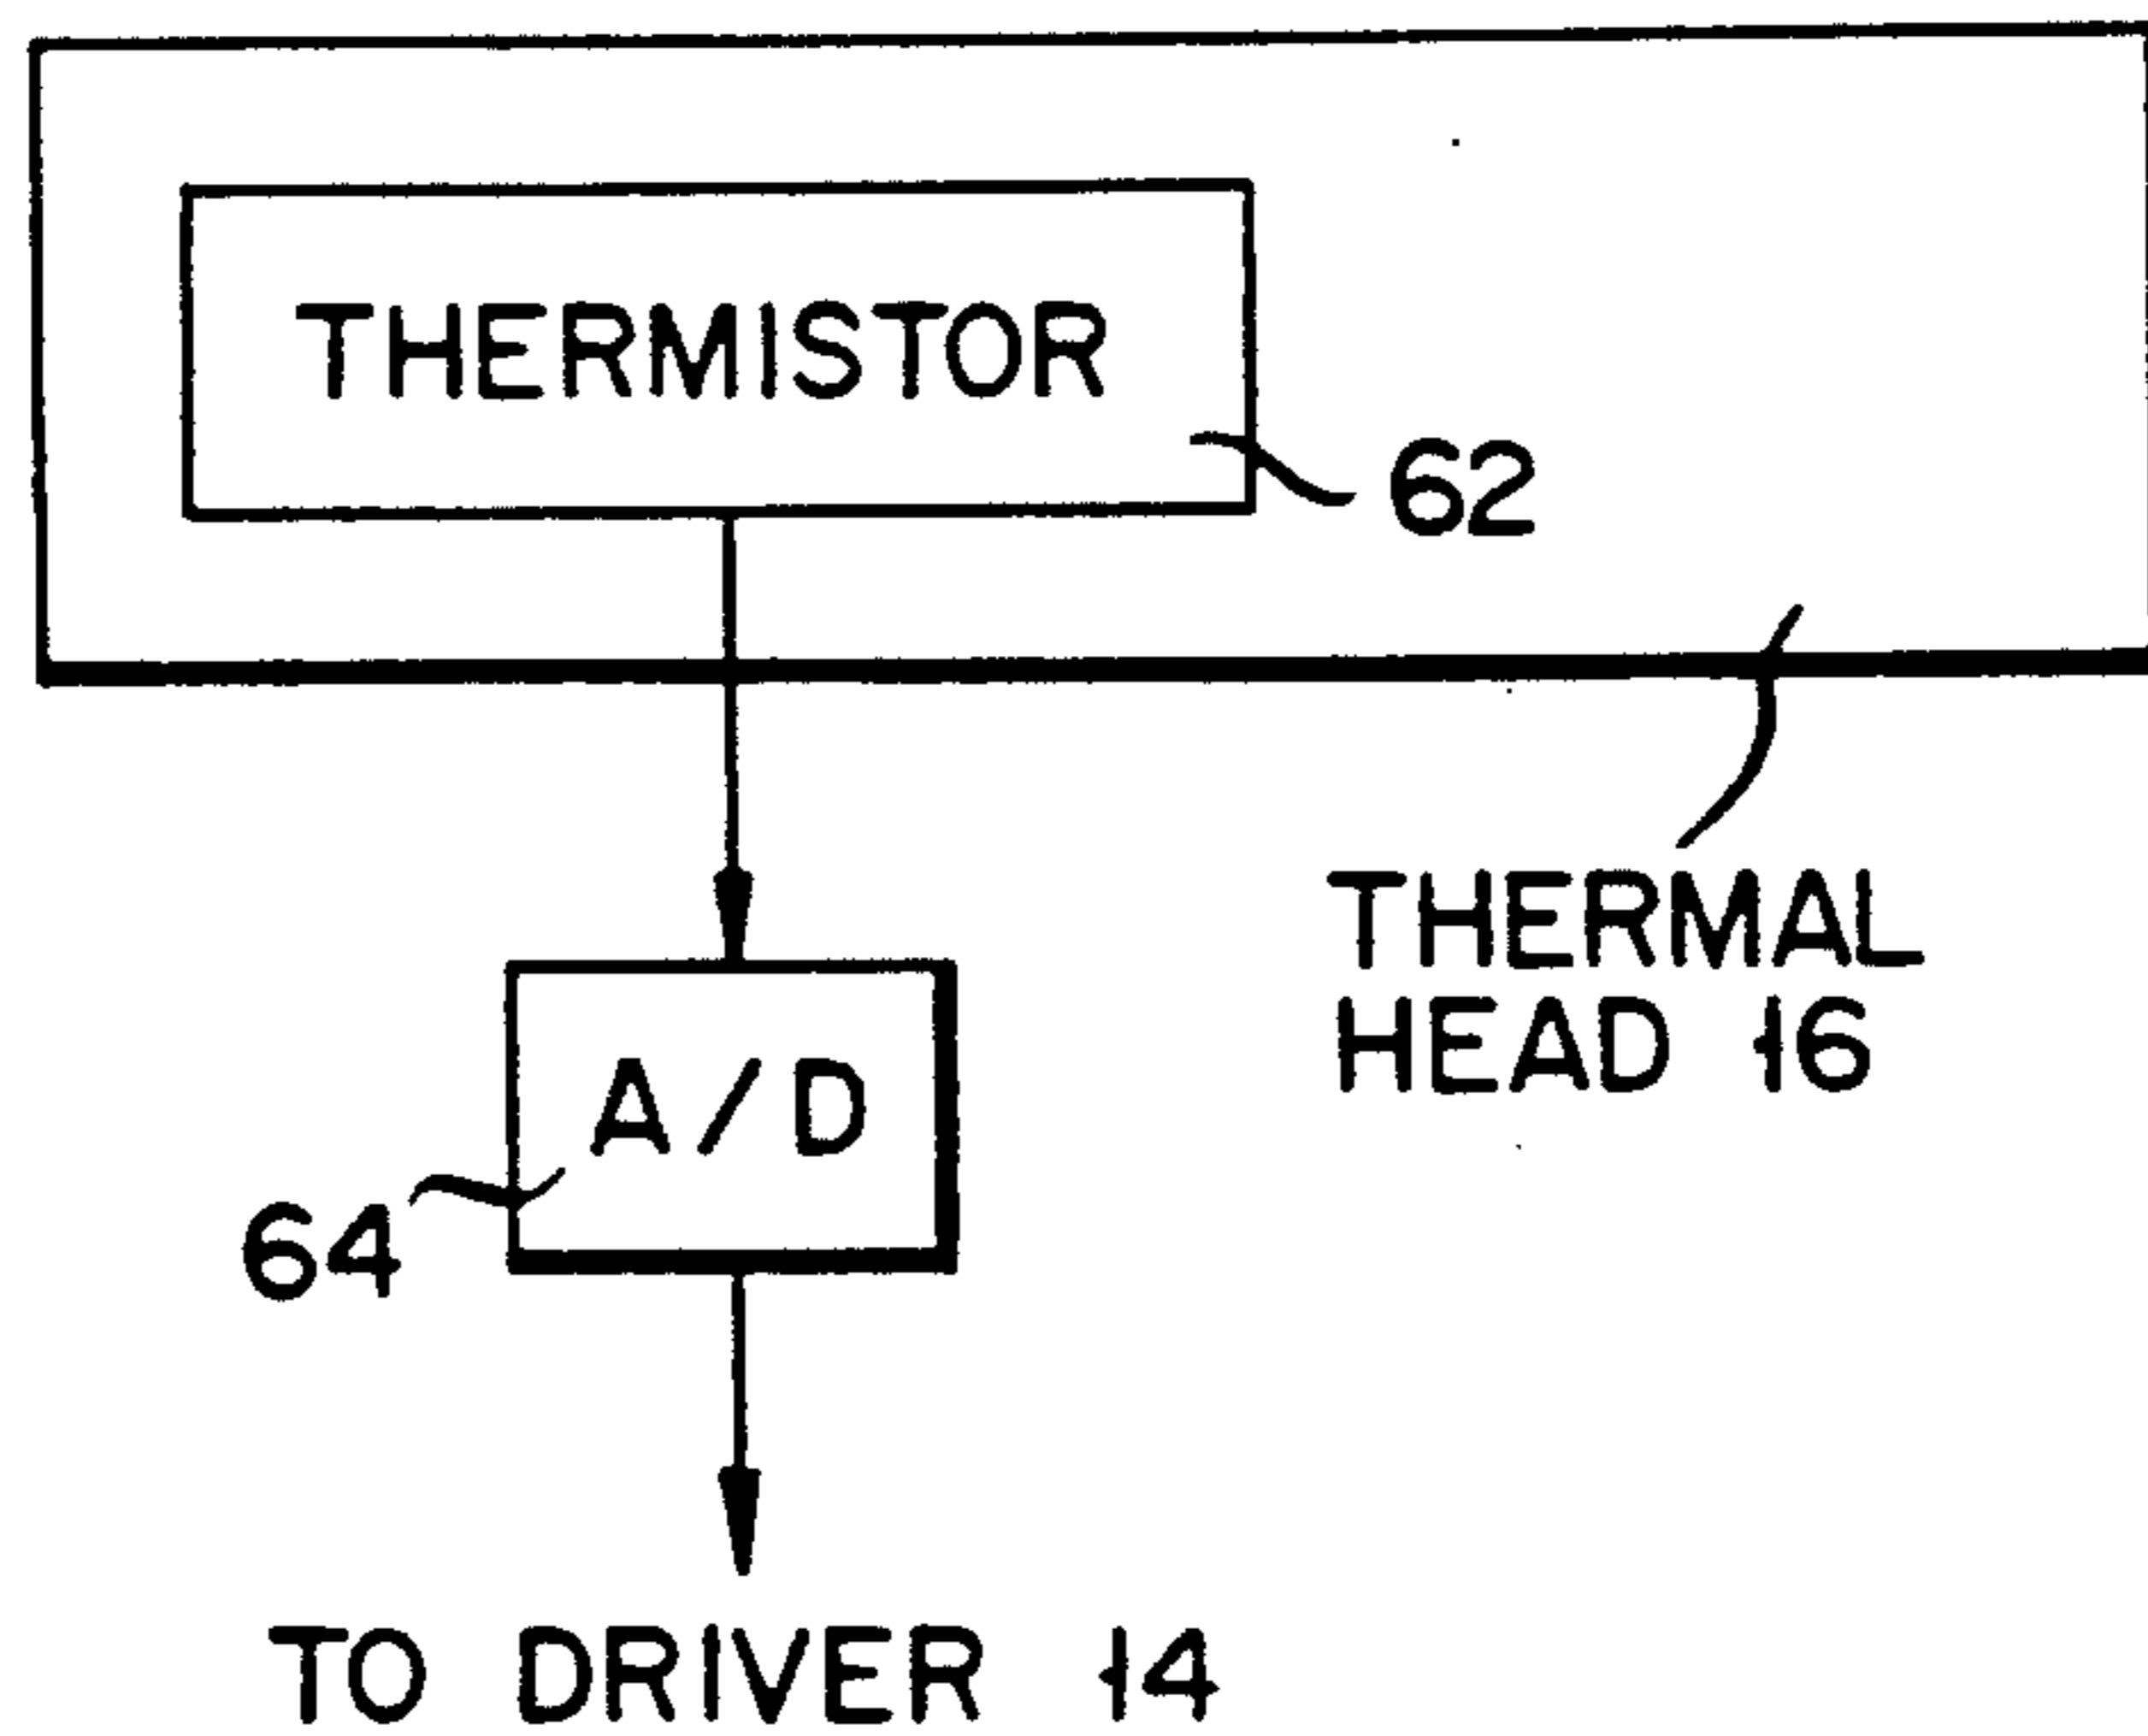 THERMISTOR
62
THERMAL
HEAD 16
A/D
64
TO DRIVER 14